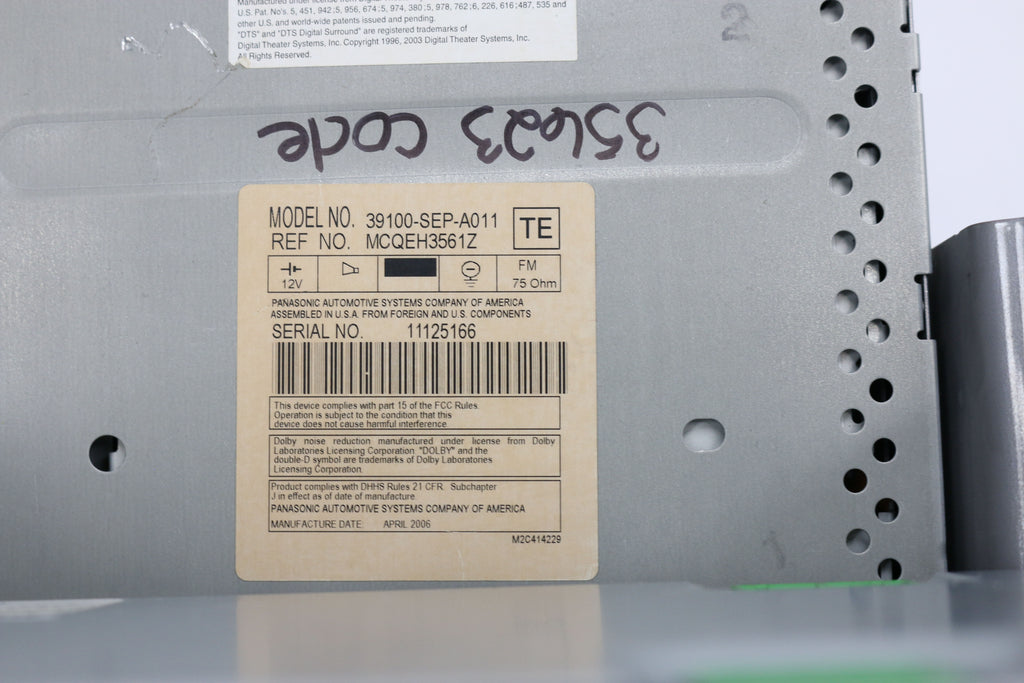 Manufactured under license from Digital
U.S. Pat. No's. 5, 451, 942 ; 5, 956, 674 ; 5, 974, 380 ; 5, 978, 762 ; 6, 226, 616 ; 487, 535 and
other U.S. and world-wide patents issued and pending.
"DTS" and "DTS Digital Surround" are registered trademarks of
Digital Theater Systems, Inc. Copyright 1996, 2003 Digital Theater Systems, Inc.
All Rights Reserved.
2
35623 code
MODEL NO. 39100-SEP-A011
REF NO. MCQEH3561Z
TE
12V
FM
75 Ohm
PANASONIC AUTOMOTIVE SYSTEMS COMPANY OF AMERICA
ASSEMBLED IN U.S.A. FROM FOREIGN AND U.S. COMPONENTS
SERIAL NO. 11125166
This device complies with part 15 of the FCC Rules.
Operation is subject to the condition that this
device does not cause harmful interference.
Dolby noise reduction manufactured under license from Dolby
Laboratories Licensing Corporation. "DOLBY" and the
double-D symbol are trademarks of Dolby Laboratories
Licensing Corporation.
Product complies with DHHS Rules 21 CFR. Subchapter
J in effect as of date of manufacture.
PANASONIC AUTOMOTIVE SYSTEMS COMPANY OF AMERICA
MANUFACTURE DATE: APRIL 2006
M2C414229